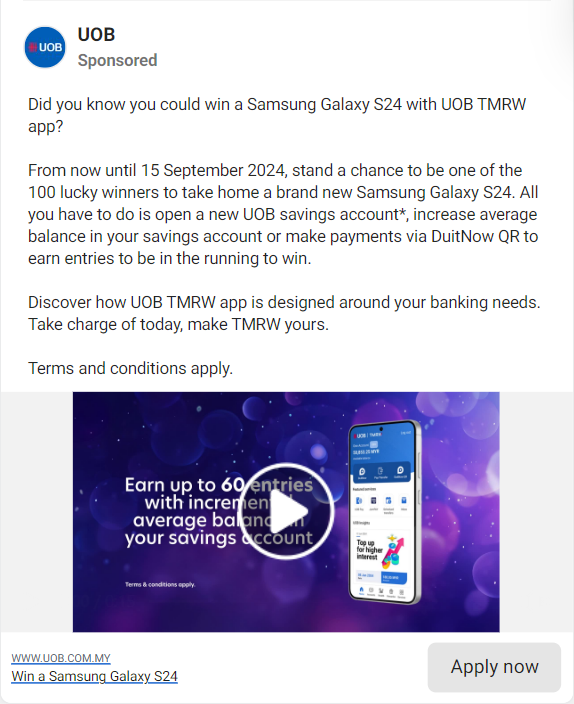 UOB
UOB
Sponsored
Did you know you could win a Samsung Galaxy S24 with UOB TMRW
app?
From now until 15 September 2024, stand a chance to be one of the
100 lucky winners to take home a brand new Samsung Galaxy S24. All
you have to do is open a new UOB savings account*, increase average
balance in your savings account or make payments via DuitNow QR to
earn entries to be in the running to win.
Discover how UOB TMRW app is designed around your banking needs.
Take charge of today, make TMRW yours.
Terms and conditions apply.
Earn up to 60 entries
with incremental
average balance in
your savings account
Terms & conditions apply.
UOB TMRW
Top up
for higher
interest
WWW.UOB.COM.MY
Win a Samsung Galaxy S24
Apply now